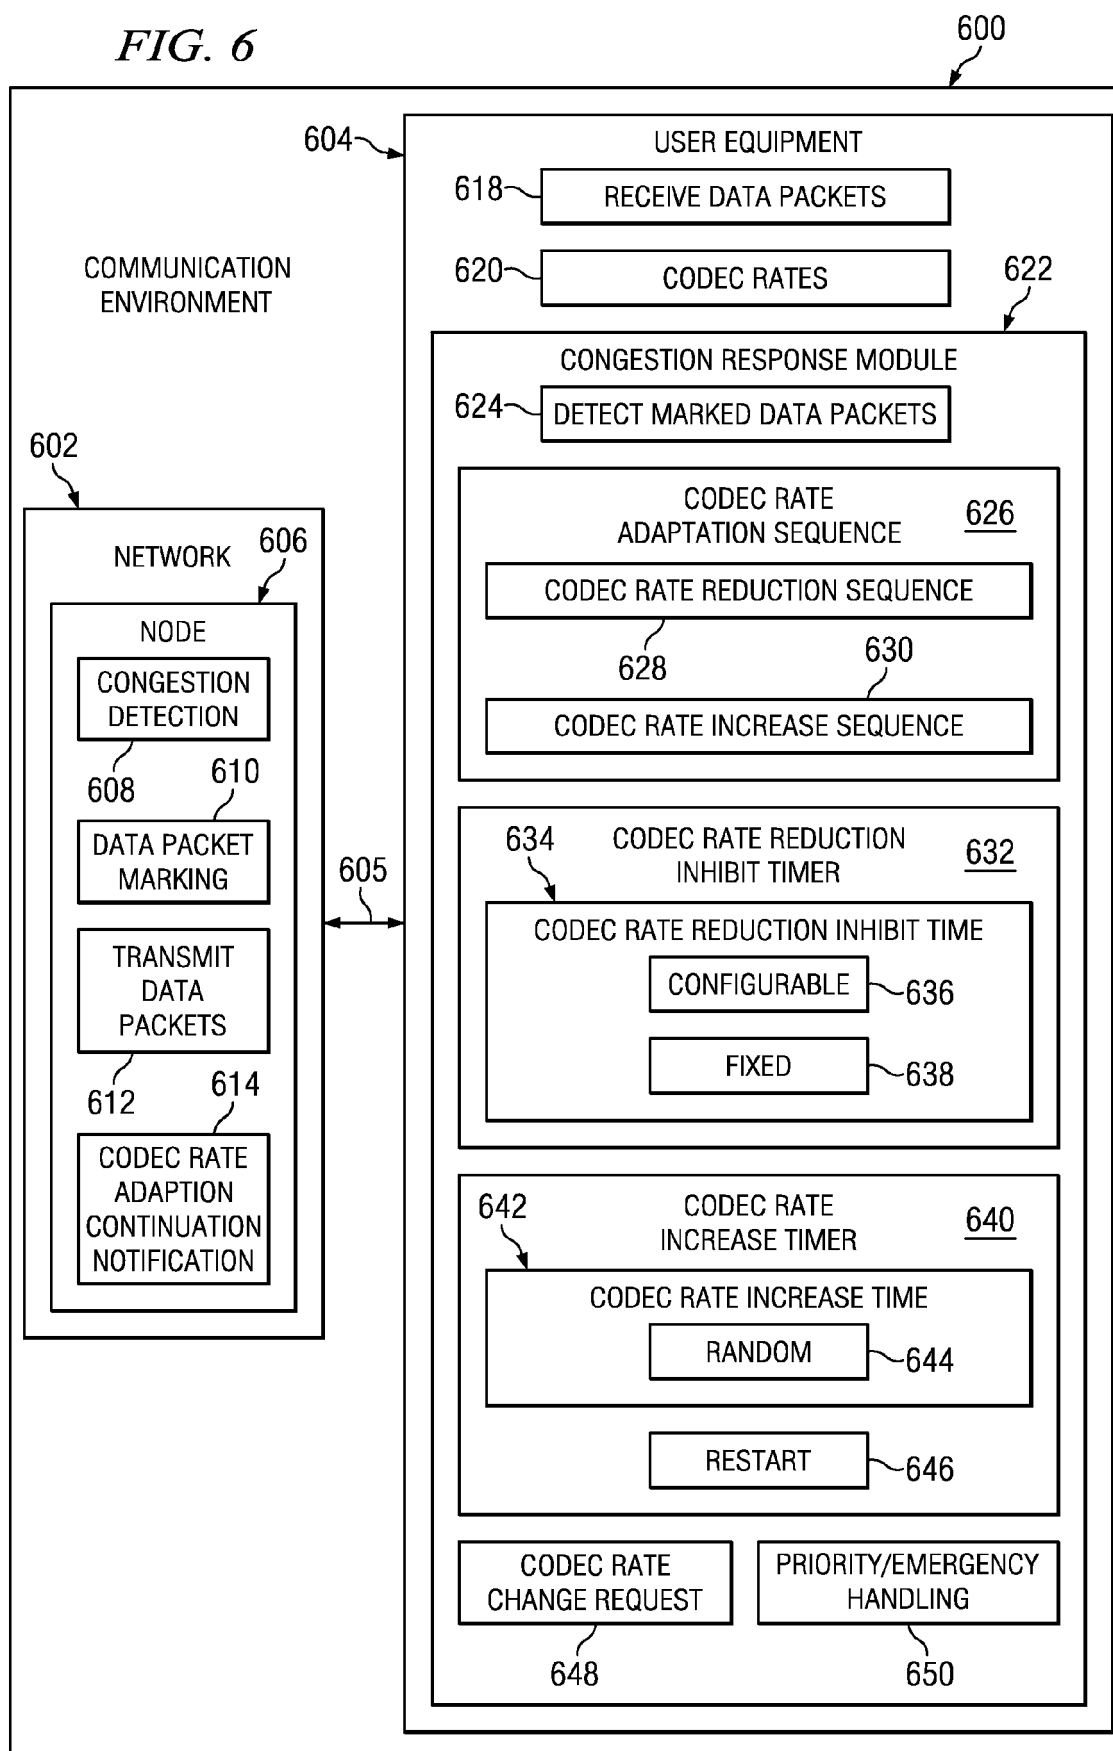 FIG. 6
600
604
USER EQUIPMENT
618
RECEIVE DATA PACKETS
COMMUNICATION
ENVIRONMENT
620
CODEC RATES
622
CONGESTION RESPONSE MODULE
624
DETECT MARKED DATA PACKETS
CODEC RATE
ADAPTATION SEQUENCE
626
CODEC RATE REDUCTION SEQUENCE
628
630
CODEC RATE INCREASE SEQUENCE
602
NETWORK
606
NODE
CONGESTION
DETECTION
608
610
DATA PACKET
MARKING
605
TRANSMIT
DATA
PACKETS
612
614
CODEC RATE
ADAPTION
CONTINUATION
NOTIFICATION
634
CODEC RATE REDUCTION
INHIBIT TIMER
632
CODEC RATE REDUCTION INHIBIT TIME
CONFIGURABLE
636
FIXED
638
642
CODEC RATE
INCREASE TIMER
640
CODEC RATE INCREASE TIME
RANDOM
644
RESTART
646
CODEC RATE
CHANGE REQUEST
648
PRIORITY/EMERGENCY
HANDLING
650